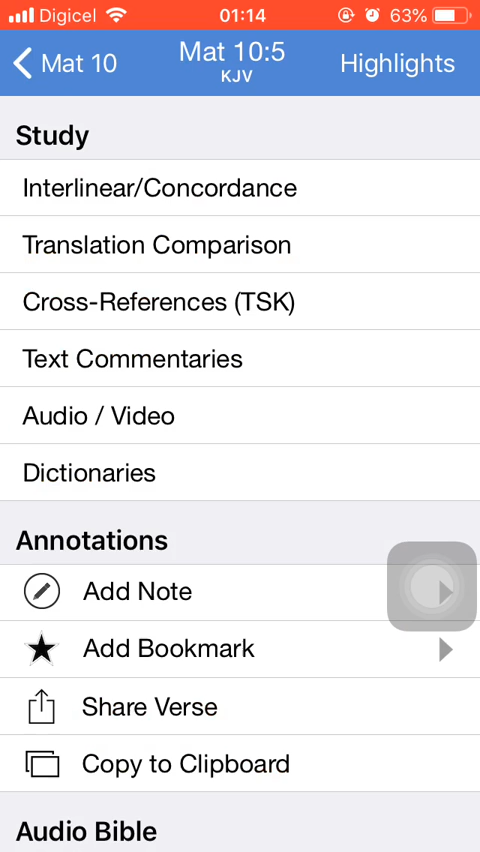 Digicel 01:14 63%
Mat 10 Mat 10:5 Highlights
KJV
Study
Interlinear/Concordance
Translation Comparison
Cross-References (TSK)
Text Commentaries
Audio / Video
Dictionaries
Annotations
Add Note
Add Bookmark
Share Verse
Copy to Clipboard
Audio Bible